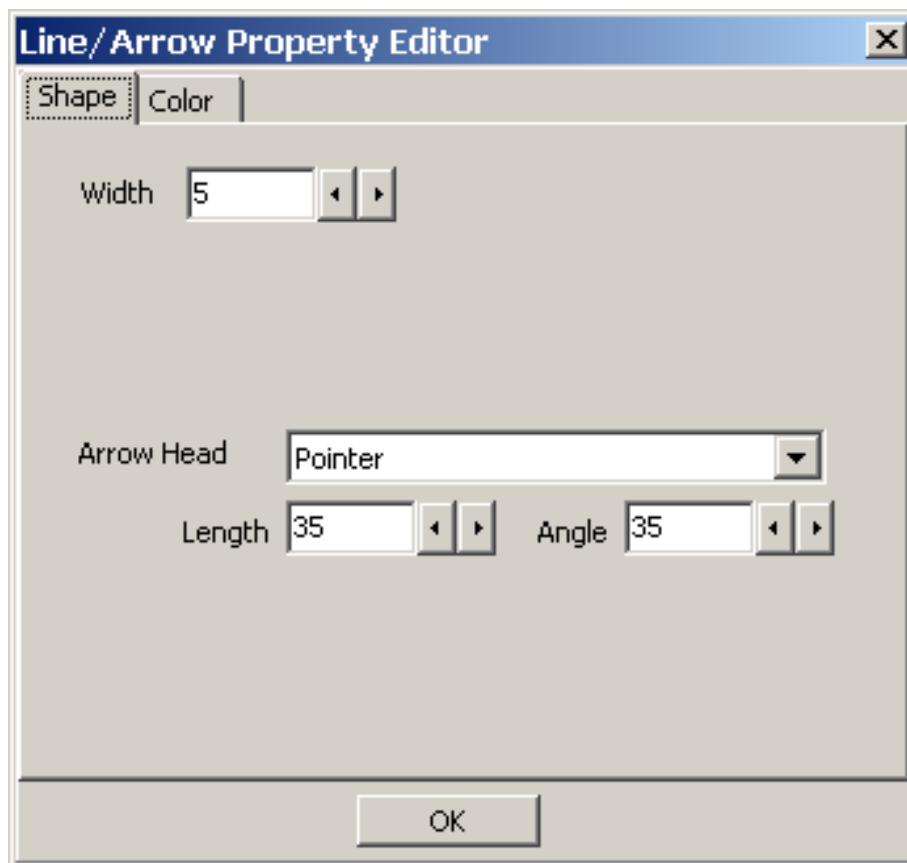 Line/Arrow Property Editor
Shape Color
Width 5
Arrow Head Pointer
Length 35 Angle 35
OK